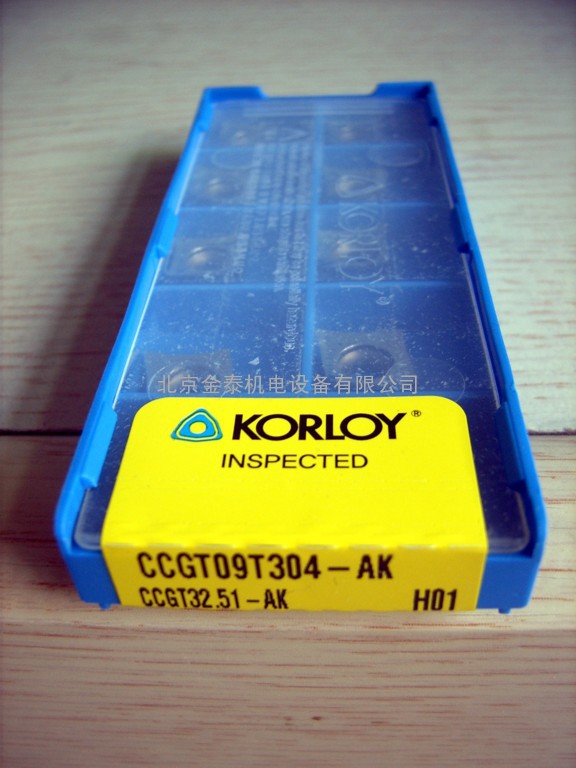 KORLOY
北京金泰机电设备有限公司
KORLOY®
INSPECTED
CCGT09T304-AK
CCGT32.51-AK H01